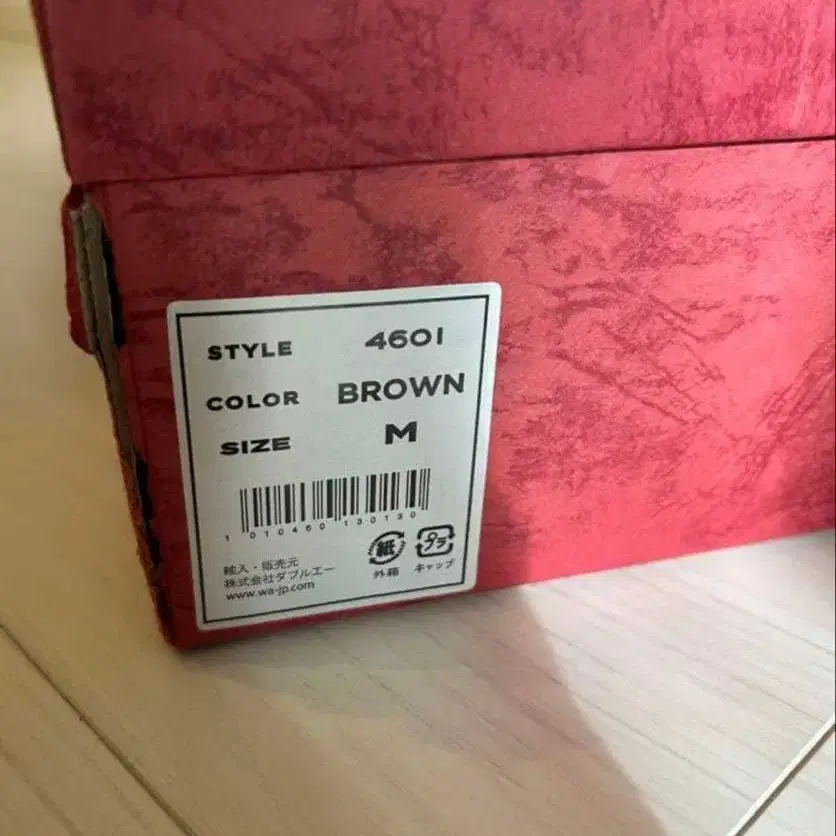 STYLE 4601
COLOR BROWN
SIZE M
1 010460 130130
輸入・販売元
株式会社ダブルエー
www.wa-jp.com
紙
外箱
プラ
キャップ